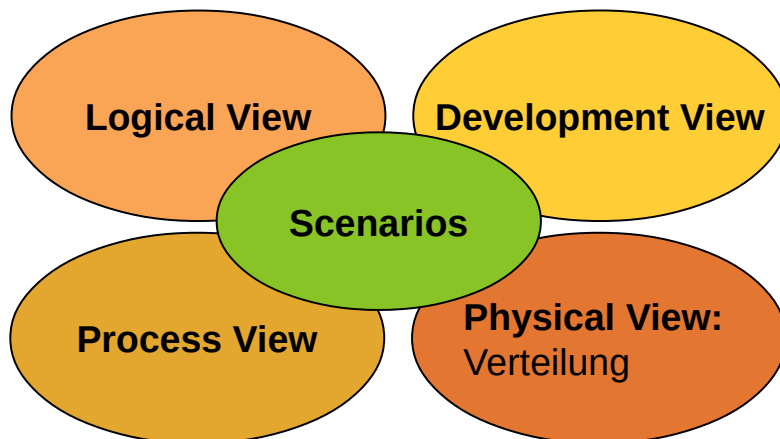 Logical View
Development View
Scenarios
Process View
Physical View:
Verteilung